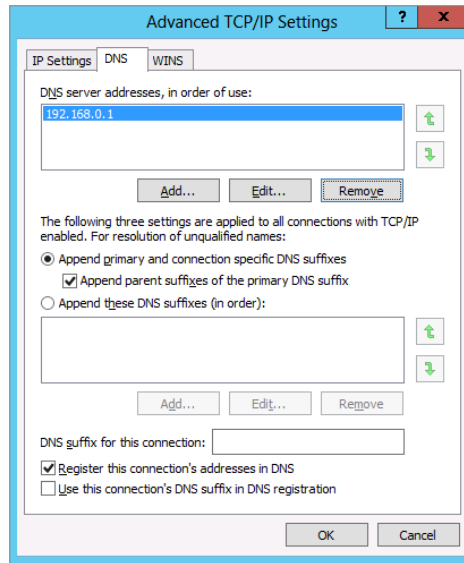 Advanced TCP/IP Settings
? x
IP Settings DNS WINS
DNS server addresses, in order of use:
192.168.0.1
Add... Edit... Remove
The following three settings are applied to all connections with TCP/IP
enabled. For resolution of unqualified names:
Append primary and connection specific DNS suffixes
Append parent suffixes of the primary DNS suffix
Append these DNS suffixes (in order):
Add... Edit... Remove
DNS suffix for this connection:
Register this connection's addresses in DNS
Use this connection's DNS suffix in DNS registration
OK Cancel